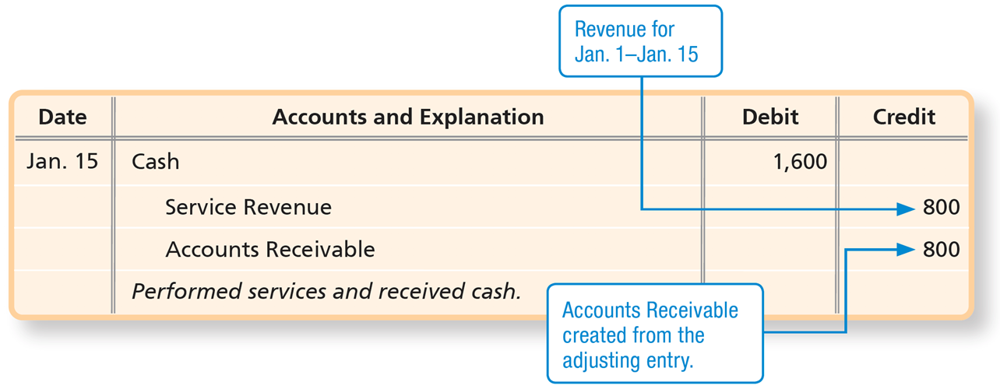 Revenue for
Jan. 1–Jan. 15
Date Accounts and Explanation Debit Credit
Jan. 15 Cash 1,600
Service Revenue 800
Accounts Receivable 800
Performed services and received cash.
Accounts Receivable
created from the
adjusting entry.